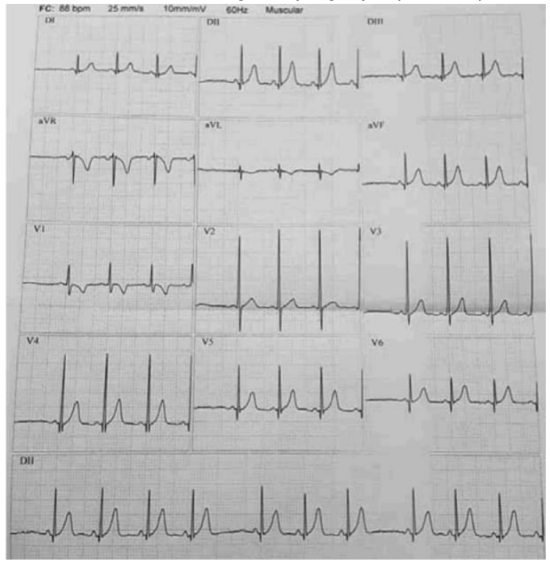 FC: 88 bpm 25 mm/s 10mm/mV 60Hz Muscular
DI DII DIII
aVR aVL aVF
V1 V2 V3
V4 V5 V6
DII